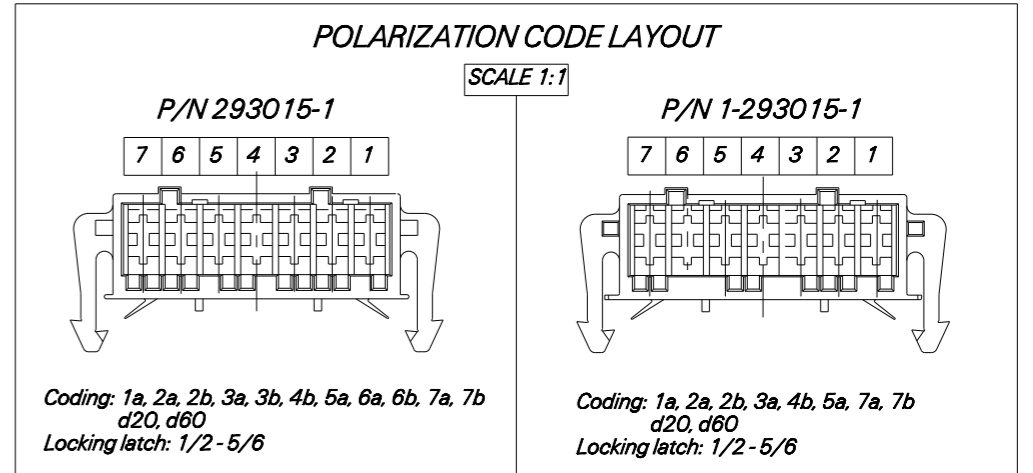 POLARIZATION CODE LAYOUT
SCALE 1:1
P/N 293015-1
7 6 5 4 3 2 1
Coding: 1a, 2a, 2b, 3a, 3b, 4b, 5a, 6a, 6b, 7a, 7b
d20, d60
Locking latch: 1/2 - 5/6
P/N 1-293015-1
7 6 5 4 3 2 1
Coding: 1a, 2a, 2b, 3a, 4b, 5a, 7a, 7b
d20, d60
Locking latch: 1/2 - 5/6